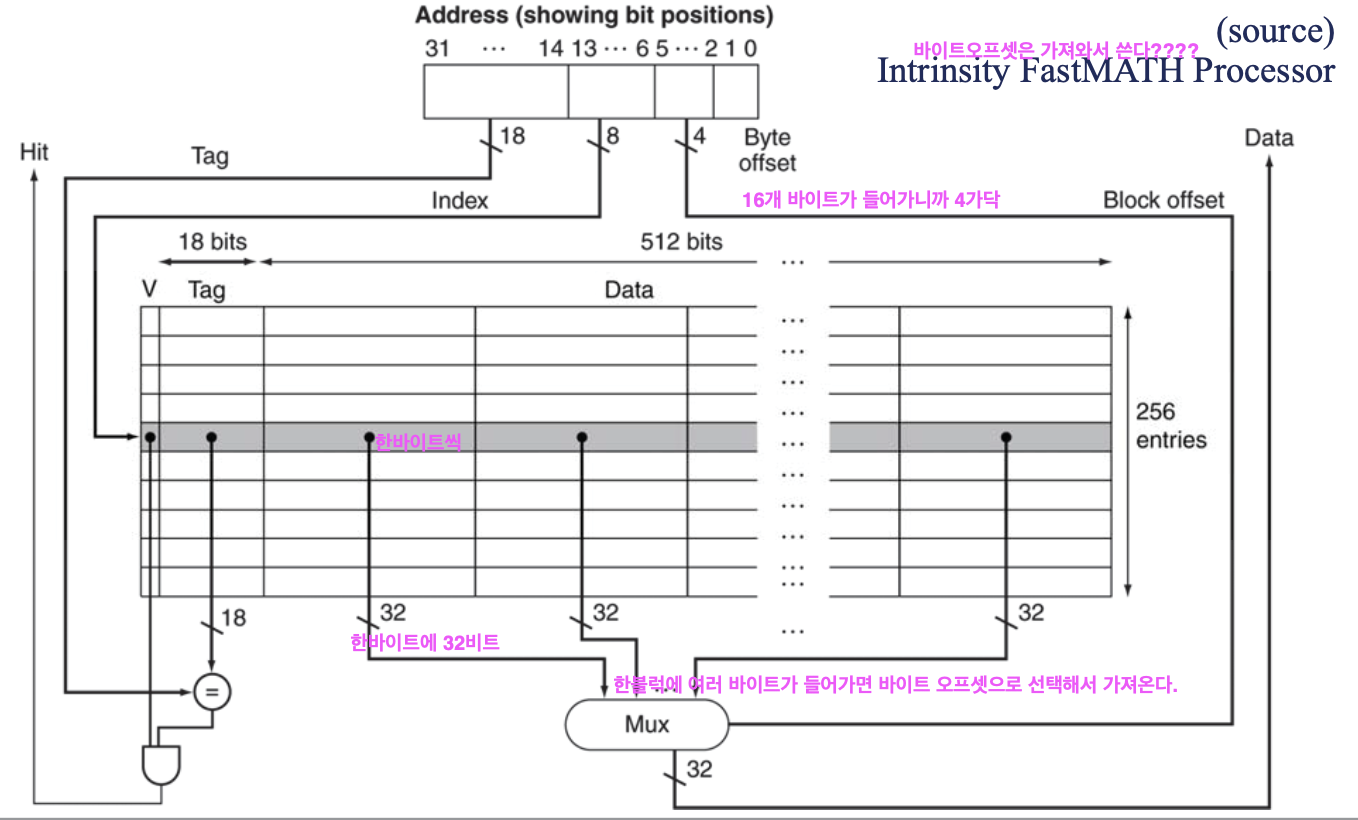 Address (showing bit positions)
(source)
바이트오프셋은 가져와서 쓴다????
Intrinsity FastMATH Processor
31 ··· 14 13 ··· 6 5 ··· 2 1 0
18 8 4 Byte
offset
Hit
Tag
Data
Index
16개 바이트가 들어가니까 4가닥
Block offset
18 bits
512 bits
···
V Tag Data
···
···
···
···
256
entries
한바이트씩
···
···
···
···
···
···
18 32 32 ··· 32
한바이트에 32비트
=
한블럭에 여러 바이트가 들어가면 바이트 오프셋으로 선택해서 가져온다.
···
Mux
32